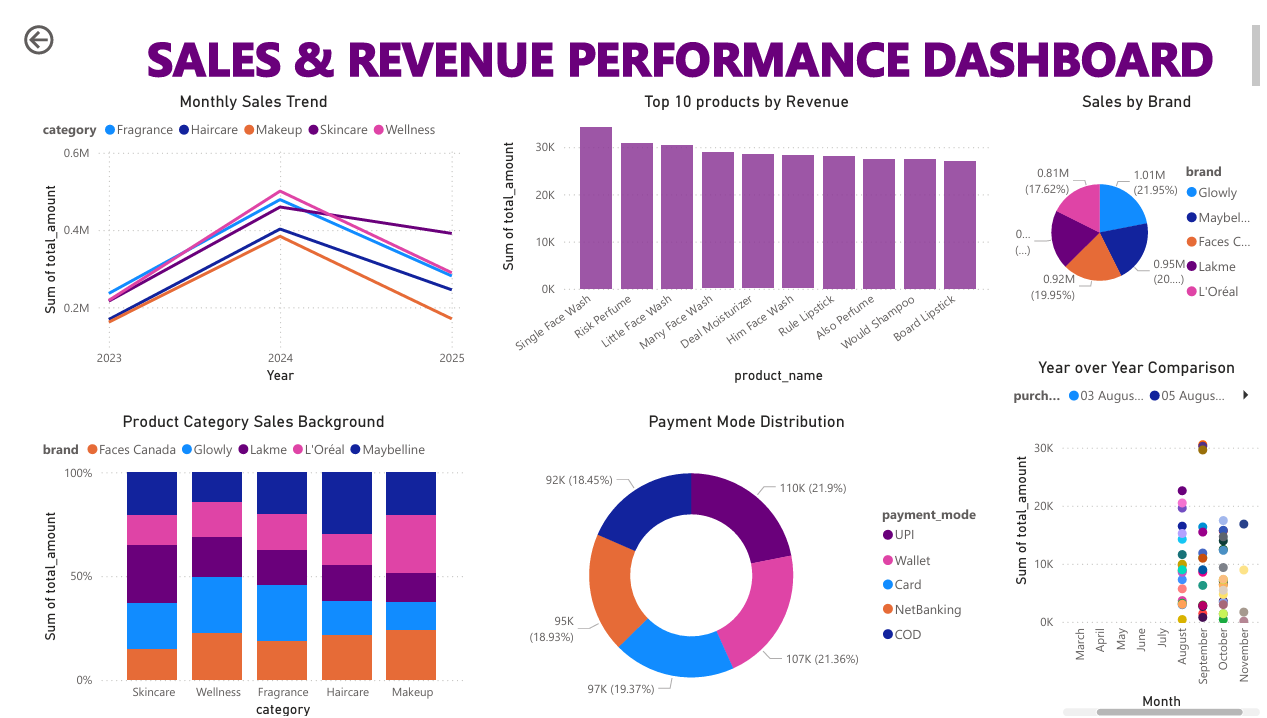 SALES & REVENUE PERFORMANCE DASHBOARD
Monthly Sales Trend
category Fragrance Haircare Makeup Skincare Wellness
Sum of total_amount
0.6M
0.4M
0.2M
2023 2024 2025
Year
Top 10 products by Revenue
Sum of total_amount
30K
20K
10K
0K
Single Face Wash
Risk Perfume
Little Face Wash
Many Face Wash
Deal Moisturizer
Him Face Wash
Rule Lipstick
Also Perfume
Would Shampoo
Board Lipstick
product_name
Sales by Brand
0.81M
(17.62%)
1.01M
(21.95%)
0...
(...)
0.95M
(20....)
0.92M
(19.95%)
brand
Glowly
Maybel...
Faces C...
Lakme
L'Oréal
Product Category Sales Background
brand Faces Canada Glowly Lakme L'Oréal Maybelline
Sum of total_amount
100%
50%
0%
Skincare Wellness Fragrance Haircare Makeup
category
Payment Mode Distribution
92K (18.45%)
110K (21.9%)
95K
(18.93%)
107K (21.36%)
97K (19.37%)
payment_mode
UPI
Wallet
Card
NetBanking
COD
Year over Year Comparison
purch... 03 Augus... 05 Augus...
Sum of total_amount
30K
20K
10K
0K
March
April
May
June
July
August
September
October
November
Month